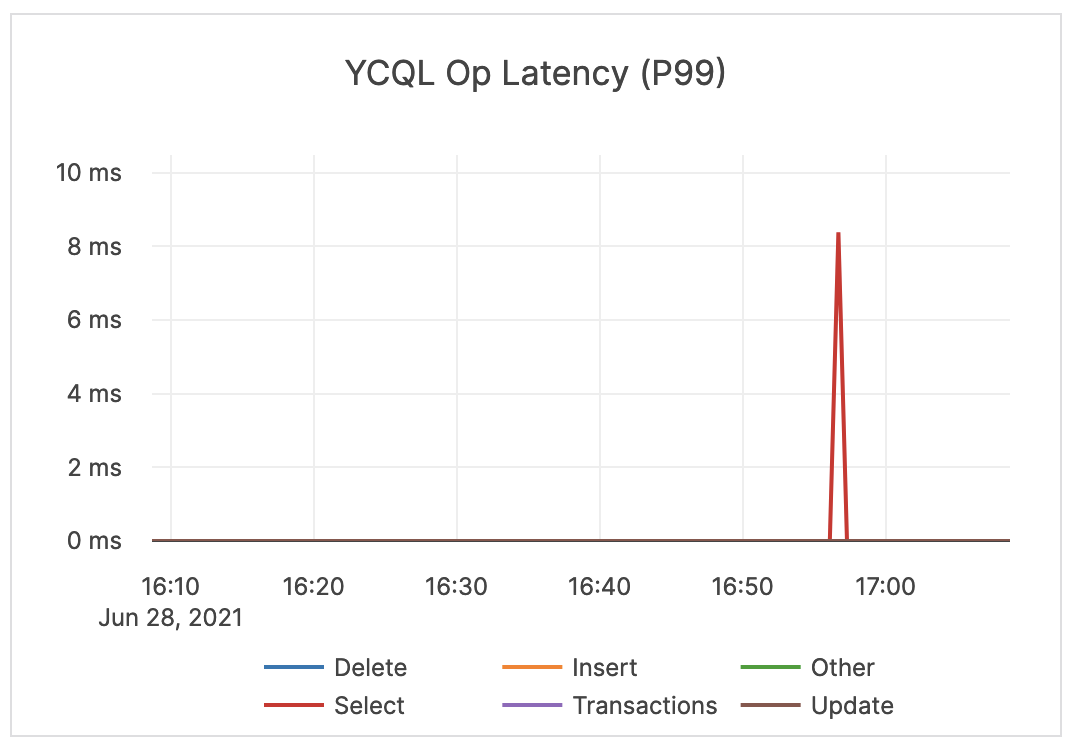 YCQL Op Latency (P99)
10 ms
8 ms
6 ms
4 ms
2 ms
0 ms
16:10 16:20 16:30 16:40 16:50 17:00
Jun 28, 2021
Delete Insert Other
Select Transactions Update